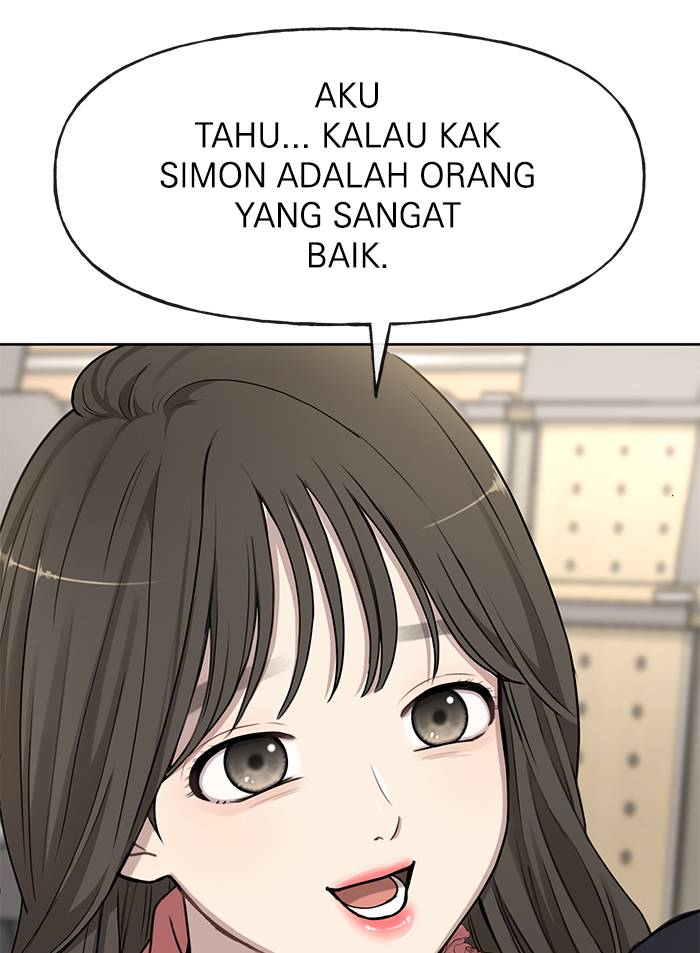 AKU
TAHU... KALAU KAK
SIMON ADALAH ORANG
YANG SANGAT
BAIK.